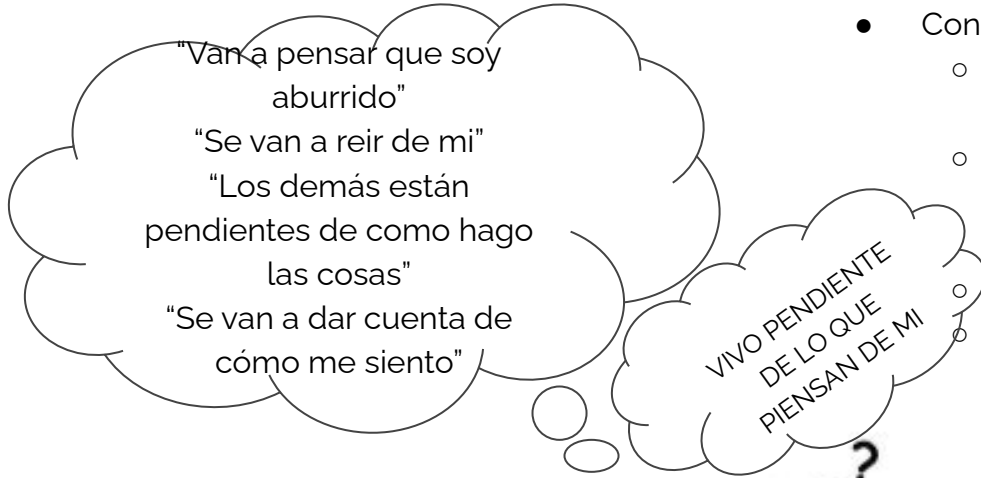 “Van a pensar que soy
aburrido”
“Se van a reir de mi”
“Los demás están
pendientes de como hago
las cosas”
“Se van a dar cuenta de
cómo me siento”
VIVO PENDIENTE
DE LO QUE
PIENSAN DE MI
?